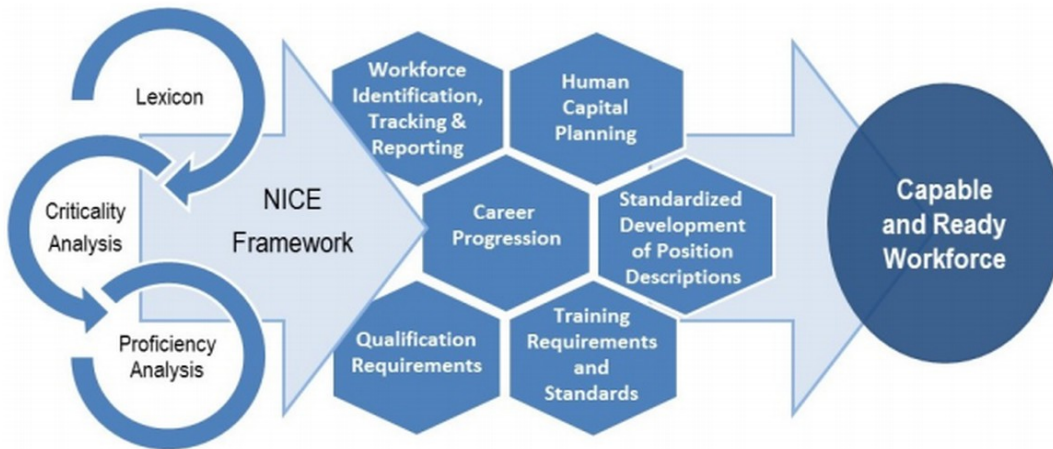 Lexicon
Criticality
Analysis
Proficiency
Analysis
NICE
Framework
Workforce
Identification,
Tracking &
Reporting
Human
Capital
Planning
Career
Progression
Standardized
Development
of Position
Descriptions
Qualification
Requirements
Training
Requirements
and
Standards
Capable
and Ready
Workforce